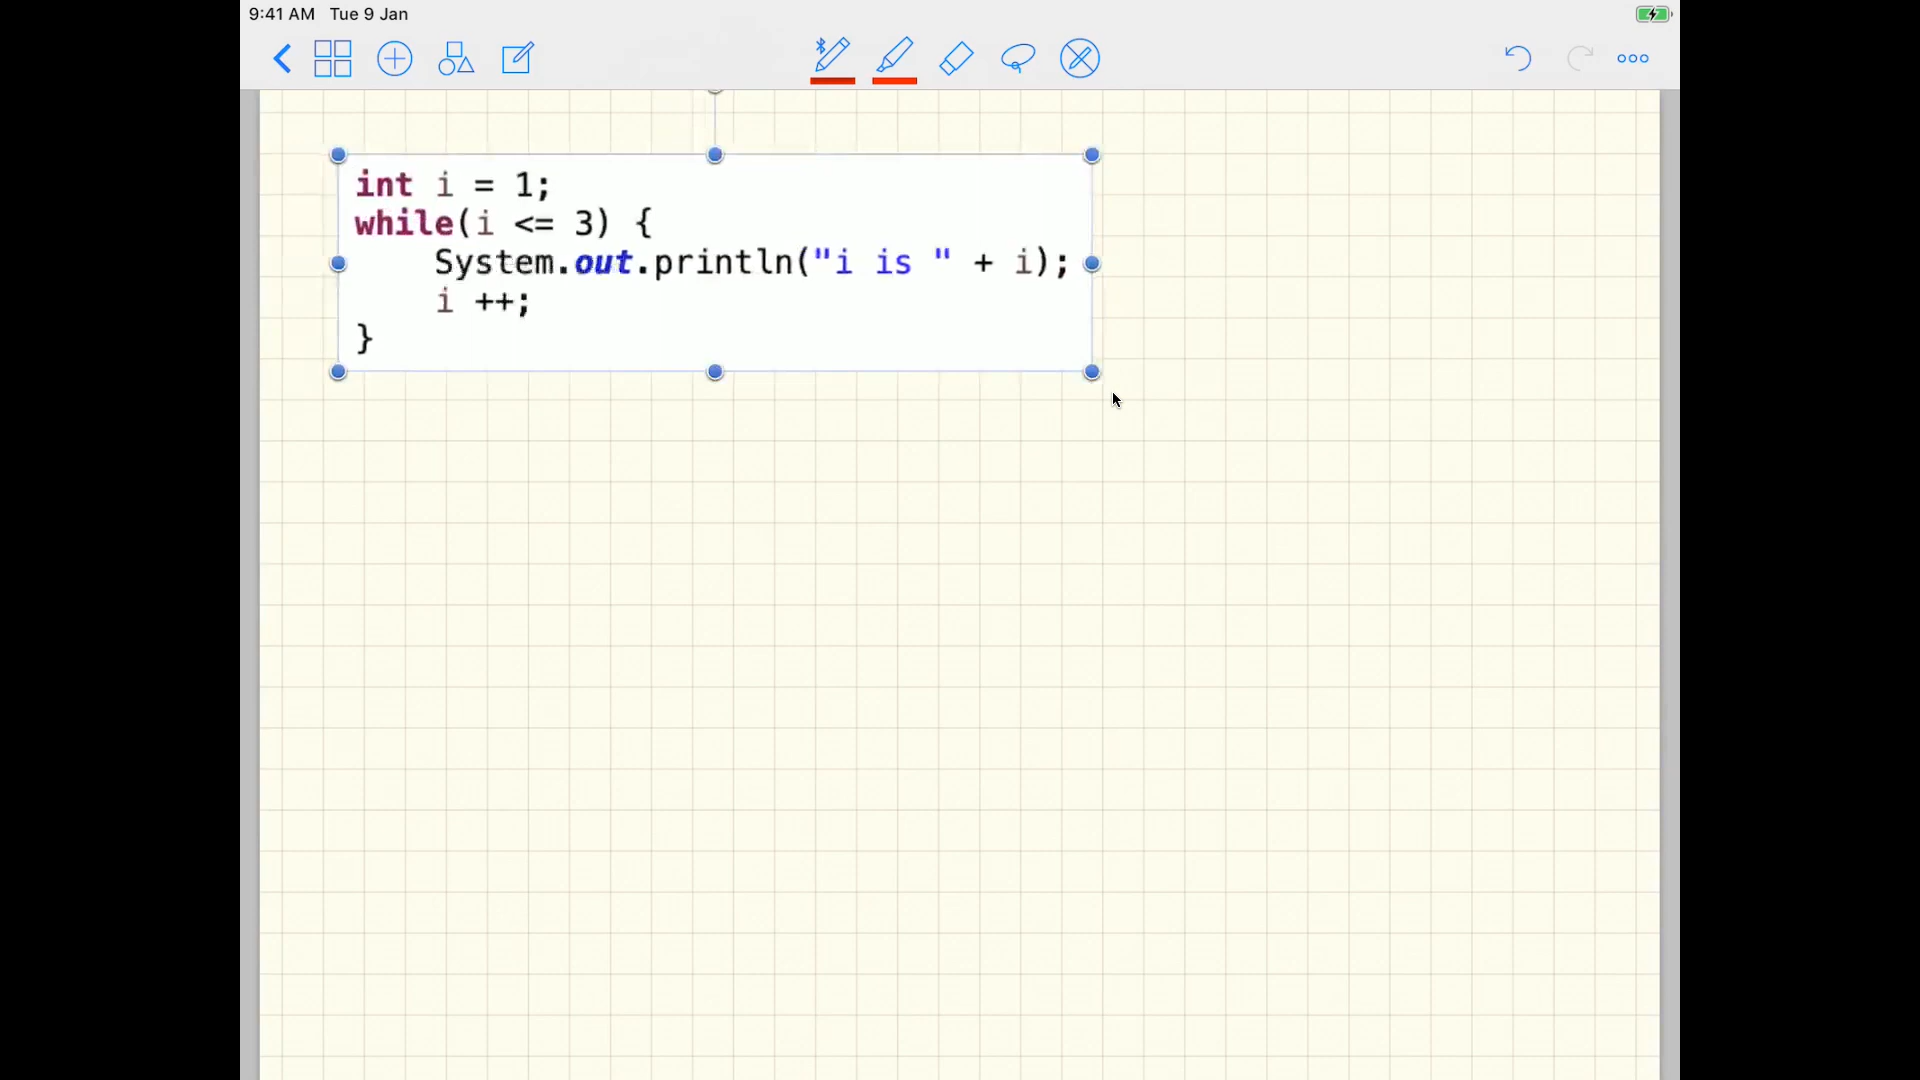 9:41 AM Tue 9 Jan
int i = 1;
while(i <= 3) {
    System.out.println("i is " + i);
    i ++;
}